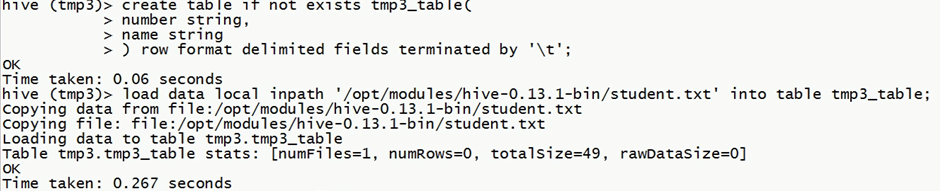 hive (tmp3)> create table if not exists tmp3_table(
> number string,
> name string
> ) row format delimited fields terminated by '\t';
OK
Time taken: 0.06 seconds
hive (tmp3)> load data local inpath '/opt/modules/hive-0.13.1-bin/student.txt' into table tmp3_table;
Copying data from file:/opt/modules/hive-0.13.1-bin/student.txt
Copying file: file:/opt/modules/hive-0.13.1-bin/student.txt
Loading data to table tmp3.tmp3_table
Table tmp3.tmp3_table stats: [numFiles=1, numRows=0, totalSize=49, rawDataSize=0]
OK
Time taken: 0.267 seconds